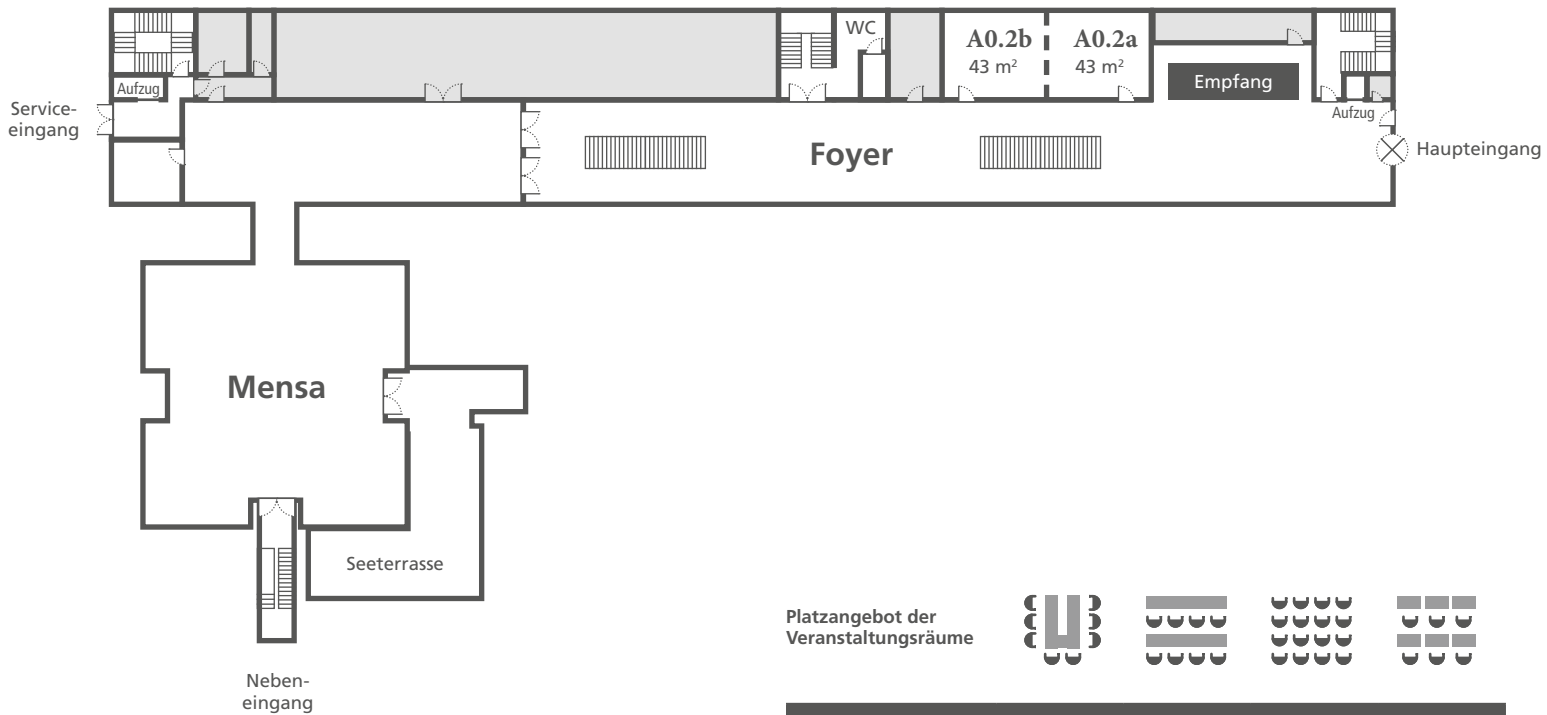 WC
A0.2b
43 m²
A0.2a
43 m²
Empfang
Aufzug
Aufzug
Service-
eingang
Foyer
Haupteingang
Mensa
Seeterrasse
Neben-
eingang
Platzangebot der
Veranstaltungsräume